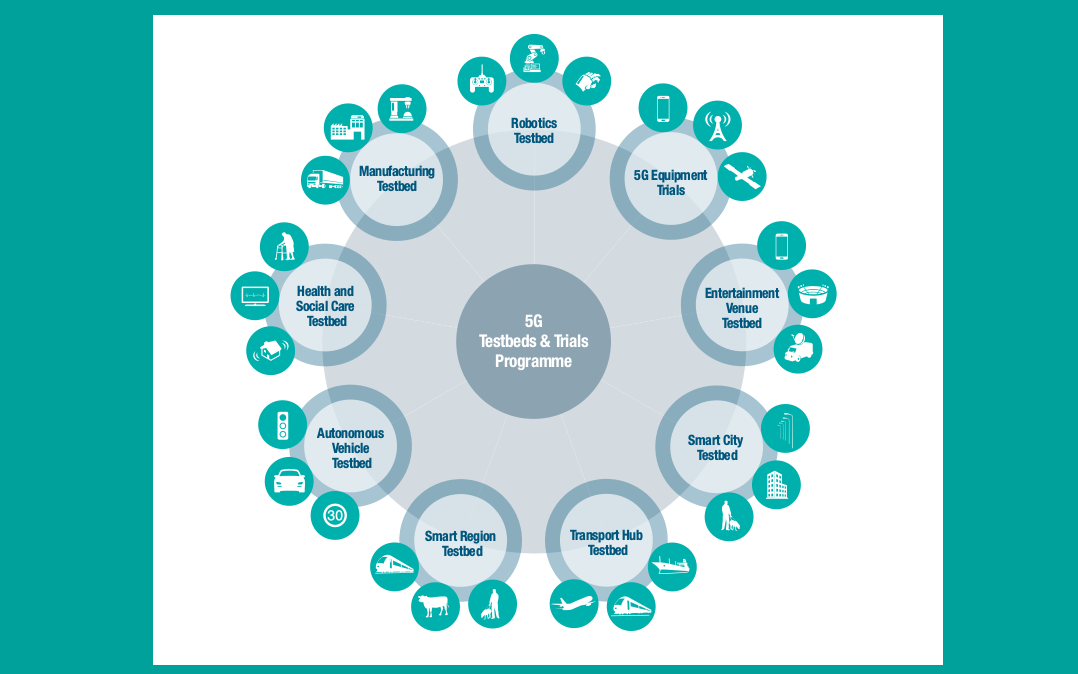 Robotics
Testbed
5G Equipment
Trials
Entertainment
Venue
Testbed
Smart City
Testbed
Transport Hub
Testbed
Smart Region
Testbed
Autonomous
Vehicle
Testbed
30
Health and
Social Care
Testbed
Manufacturing
Testbed
5G
Testbeds & Trials
Programme